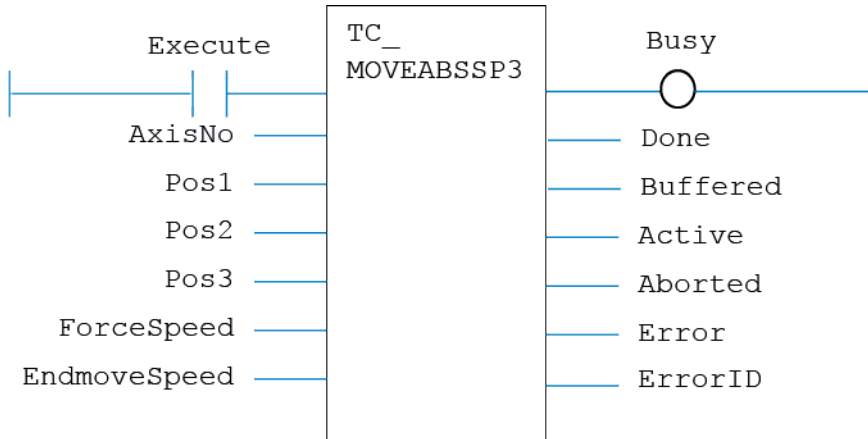 Execute
TC_
MOVEABSSP3
Busy
AxisNo
Done
Pos1
Buffered
Pos2
Active
Pos3
Aborted
ForceSpeed
Error
EndmoveSpeed
ErrorID